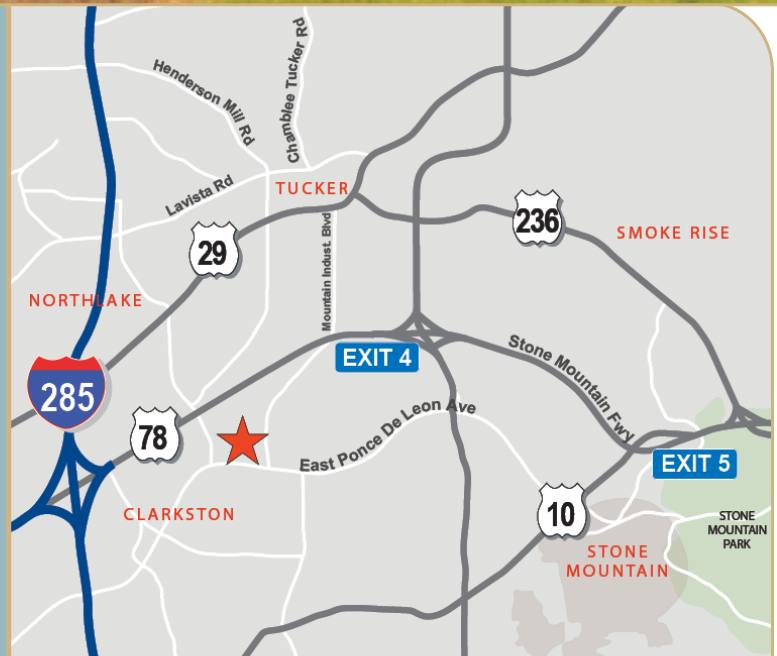 Henderson Mill Rd
Chamblee Tucker Rd
Lavista Rd
TUCKER
236
SMOKE RISE
29
Mountain Indust. Blvd
NORTHLAKE
EXIT 4
Stone Mountain Fwy
285
78
East Ponce De Leon Ave
EXIT 5
CLARKSTON
10
STONE
MOUNTAIN
PARK
STONE
MOUNTAIN